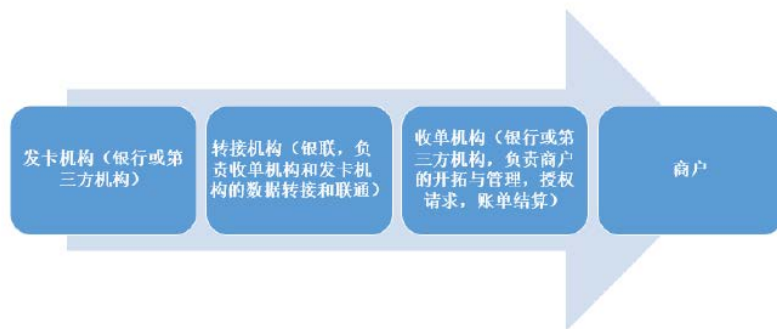 发卡机构（银行或第
三方机构）
转接机构（银联，负
责收单机构和发卡机
构的数据转接和联通）
收单机构（银行或第
三方机构，负责商户
的开拓与管理，授权
请求，账单结算）
商户